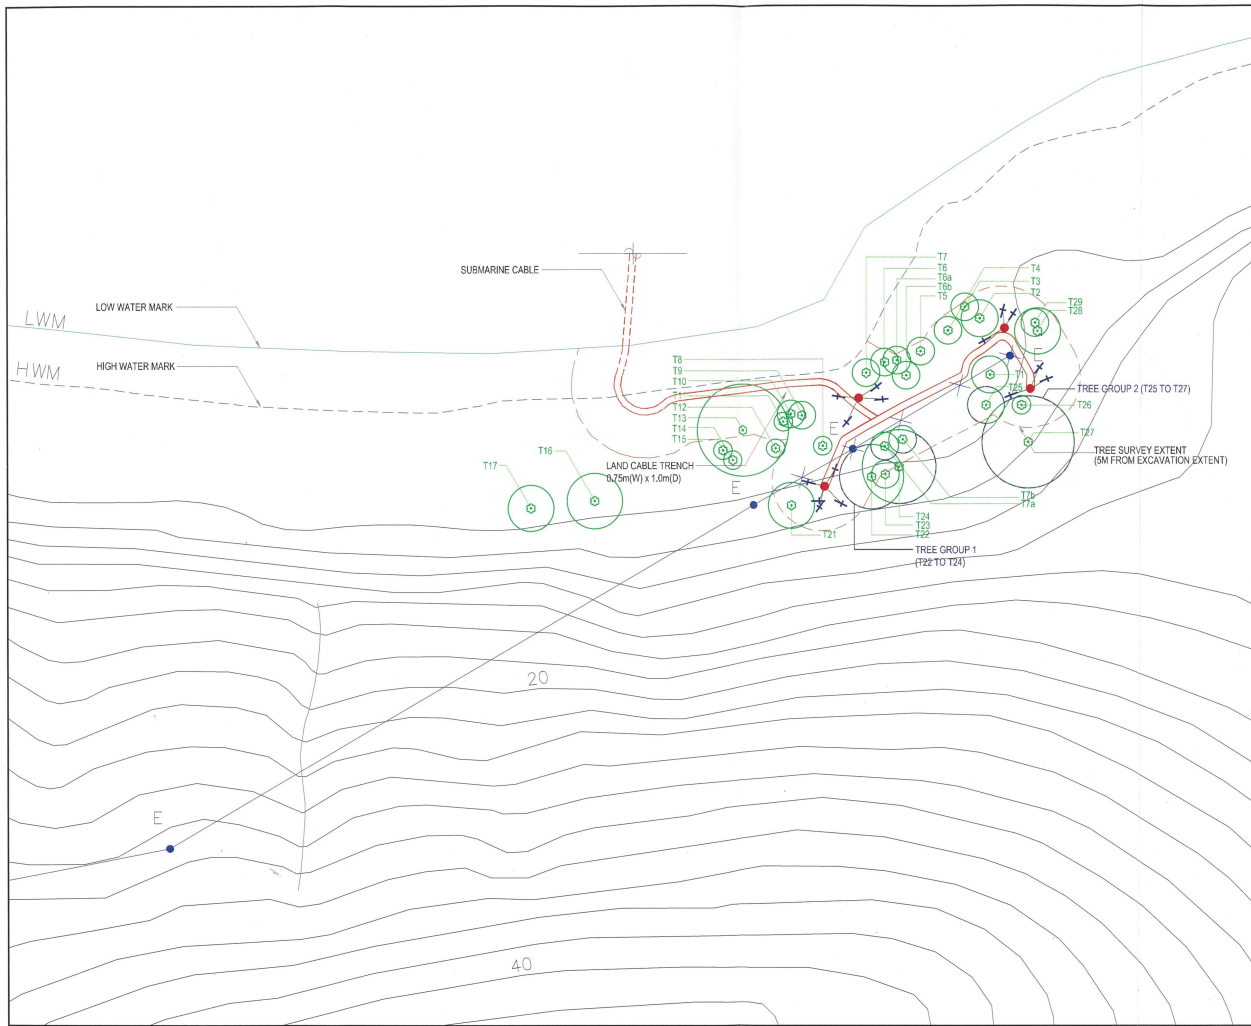 T7
T6
T6a
T6b
T5
T4
T3
T2
T29
T28
SUBMARINE CABLE
LOW WATER MARK
LWM
HWM
HIGH WATER MARK
T8
T9
T10
T11
T12
T13
T14
T15
E
T1
T25
TREE GROUP 2 (T25 TO T27)
T26
T27
TREE SURVEY EXTENT
(5M FROM EXCAVATION EXTENT)
E
T16
T17
LAND CABLE TRENCH
0.75m(W) x 1.0m(D)
E
T7b
T7a
T24
T23
T22
T21
TREE GROUP 1
(T22 TO T24)
20
E
40